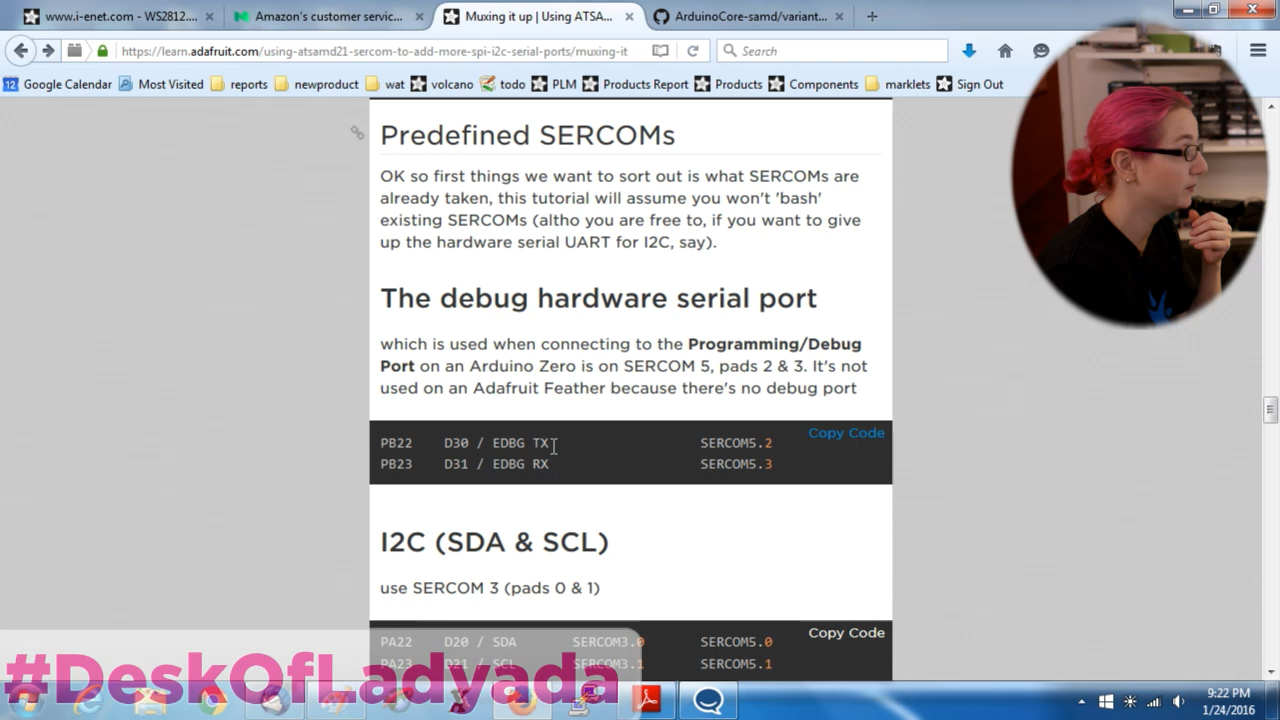 www.i-enet.com - WS2812....
Amazon's customer servic...
Muxing it up | Using ATSA...
ArduinoCore-samd/variant...
https://learn.adafruit.com/using-atsamd21-sercom-to-add-more-spi-i2c-serial-ports/muxing-it
Search
12 Google Calendar Most Visited reports newproduct wat volcano todo PLM Products Report Products Components marklets Sign Out
Predefined SERCOMs
OK so first things we want to sort out is what SERCOMs are
already taken, this tutorial will assume you won't 'bash'
existing SERCOMs (altho you are free to, if you want to give
up the hardware serial UART for I2C, say).
The debug hardware serial port
which is used when connecting to the Programming/Debug
Port on an Arduino Zero is on SERCOM 5, pads 2 & 3. It's not
used on an Adafruit Feather because there's no debug port
Copy Code
PB22 D30 / EDBG TX SERCOM5.2
PB23 D31 / EDBG RX SERCOM5.3
I2C (SDA & SCL)
use SERCOM 3 (pads 0 & 1)
Copy Code
PA22 D20 / SDA SERCOM3.0 SERCOM5.0
PA23 D21 / SCL SERCOM3.1 SERCOM5.1
#DeskOfLadyada
9:22 PM
1/24/2016